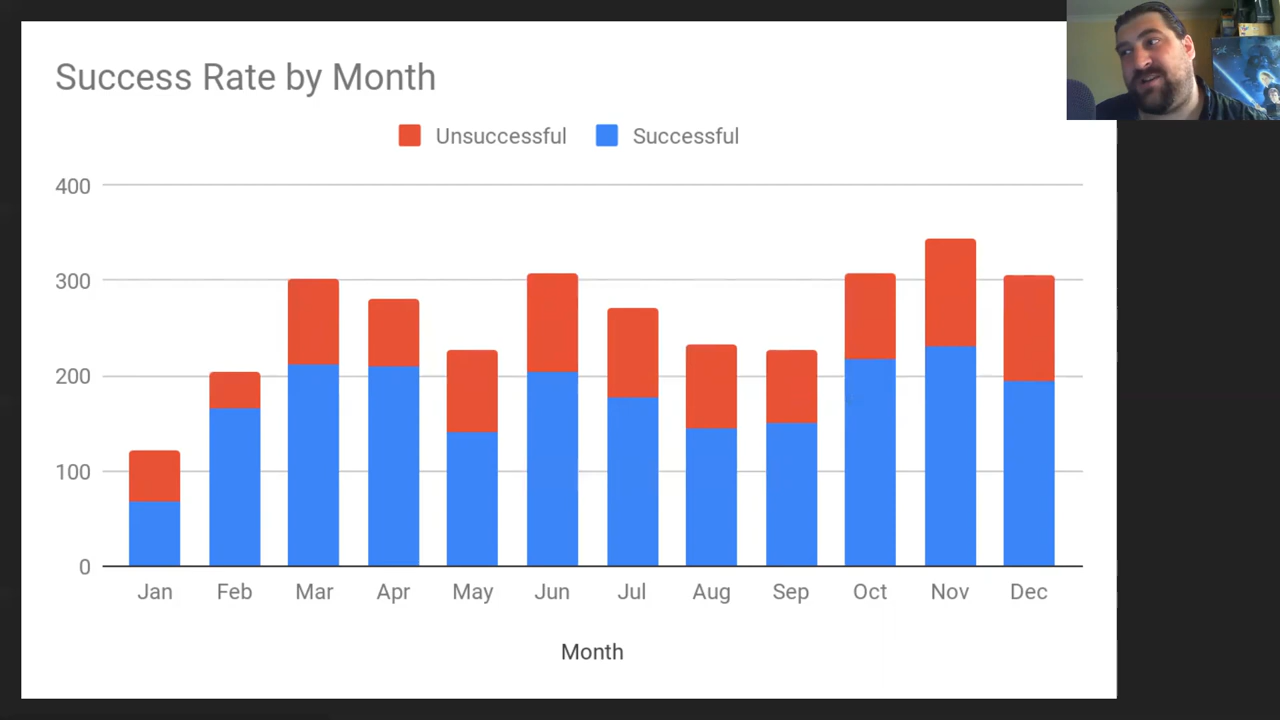 Success Rate by Month
Unsuccessful Successful
400
300
200
100
0
Jan Feb Mar Apr May Jun Jul Aug Sep Oct Nov Dec
Month